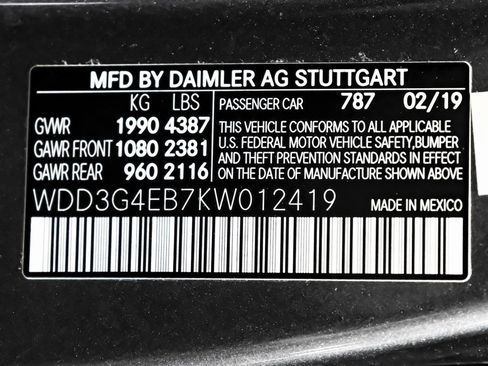 MFD BY DAIMLER AG STUTTGART
KG LBS PASSENGER CAR 787 02/19
GVWR 1990 4387
GAWR FRONT 1080 2381
GAWR REAR 960 2116
THIS VEHICLE CONFORMS TO ALL APPLICABLE
U.S. FEDERAL MOTOR VEHICLE SAFETY,BUMPER
AND THEFT PREVENTION STANDARDS IN EFFECT
ON THE DATE OF MANUFACTURE SHOWN ABOVE.
WDD3G4EB7KW012419 MADE IN MEXICO